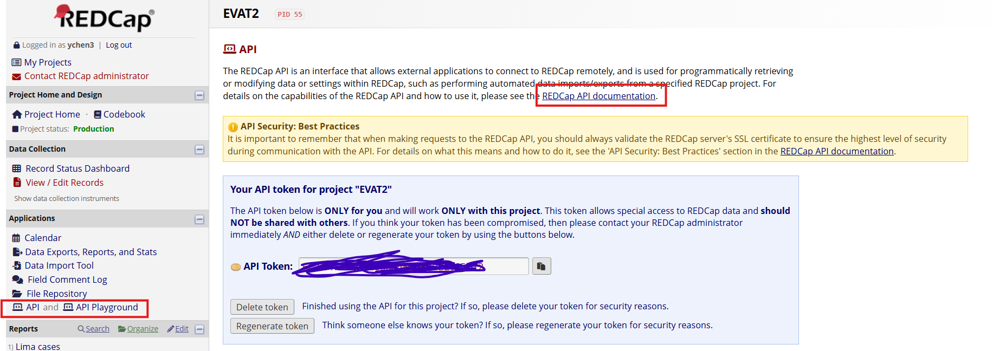 REDCap®
Logged in as ychen3 | Log out
My Projects
Contact REDCap administrator
Project Home and Design
Project Home · Codebook
Project status: Production
Data Collection
Record Status Dashboard
View / Edit Records
Show data collection instruments
Applications
Calendar
Data Exports, Reports, and Stats
Data Import Tool
Field Comment Log
File Repository
API and API Playground
Reports Search Organize Edit
1) Lima cases
EVAT2 PID 55
API
The REDCap API is an interface that allows external applications to connect to REDCap remotely, and is used for programmatically retrieving
or modifying data or settings within REDCap, such as performing automated data imports/exports from a specified REDCap project. For
details on the capabilities of the REDCap API and how to use it, please see the REDCap API documentation.
API Security: Best Practices
It is important to remember that when making requests to the REDCap API, you should always validate the REDCap server's SSL certificate to ensure the highest level of security
during communication with the API. For details on what this means and how to do it, see the 'API Security: Best Practices' section in the REDCap API documentation.
Your API token for project "EVAT2"
The API token below is ONLY for you and will work ONLY with this project. This token allows special access to REDCap data and should
NOT be shared with others. If you think your token has been compromised, then please contact your REDCap administrator
immediately AND either delete or regenerate your token by using the buttons below.
API Token:
Delete token Finished using the API for this project? If so, please delete your token for security reasons.
Regenerate token Think someone else knows your token? If so, please regenerate your token for security reasons.